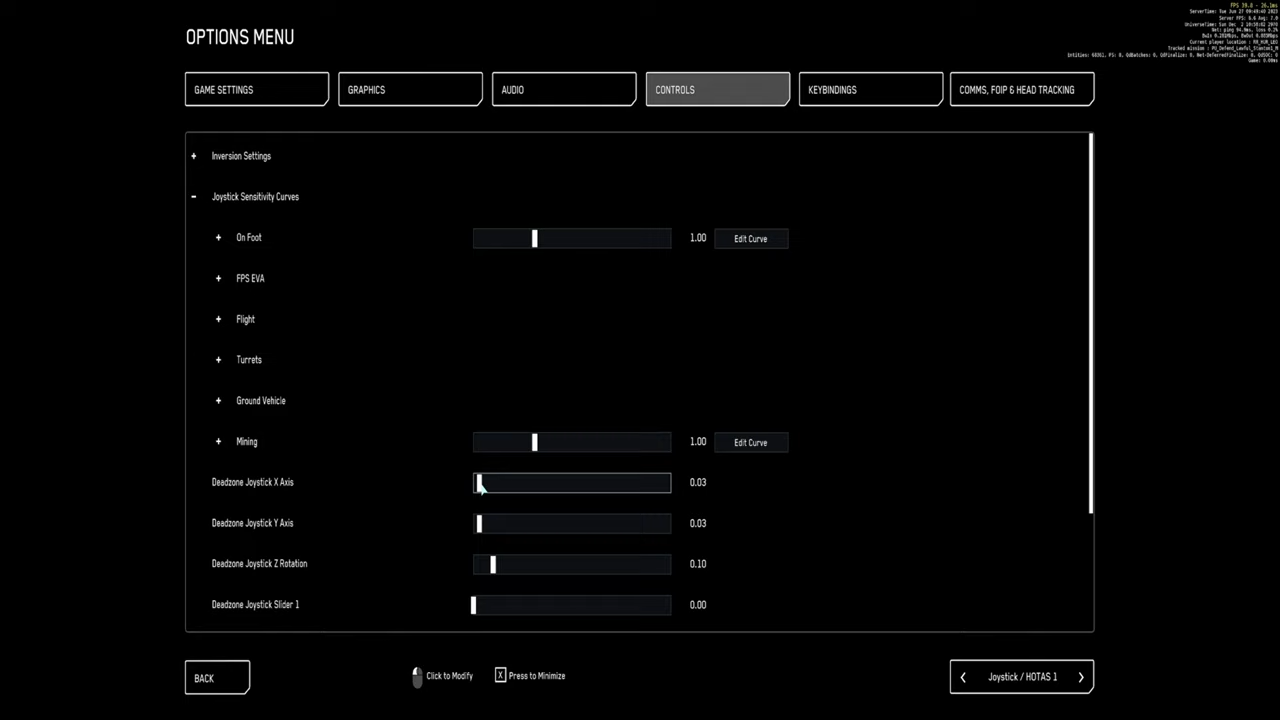 OPTIONS MENU
GAME SETTINGS
GRAPHICS
AUDIO
CONTROLS
KEYBINDINGS
COMMS, FOIP & HEAD TRACKING
+ Inversion Settings
- Joystick Sensitivity Curves
+ On Foot 1.00 Edit Curve
+ FPS EVA
+ Flight
+ Turrets
+ Ground Vehicle
+ Mining 1.00 Edit Curve
Deadzone Joystick X Axis 0.03
Deadzone Joystick Y Axis 0.03
Deadzone Joystick Z Rotation 0.10
Deadzone Joystick Slider 1 0.00
BACK
Click to Modify
X Press to Minimize
< Joystick / HOTAS 1 >